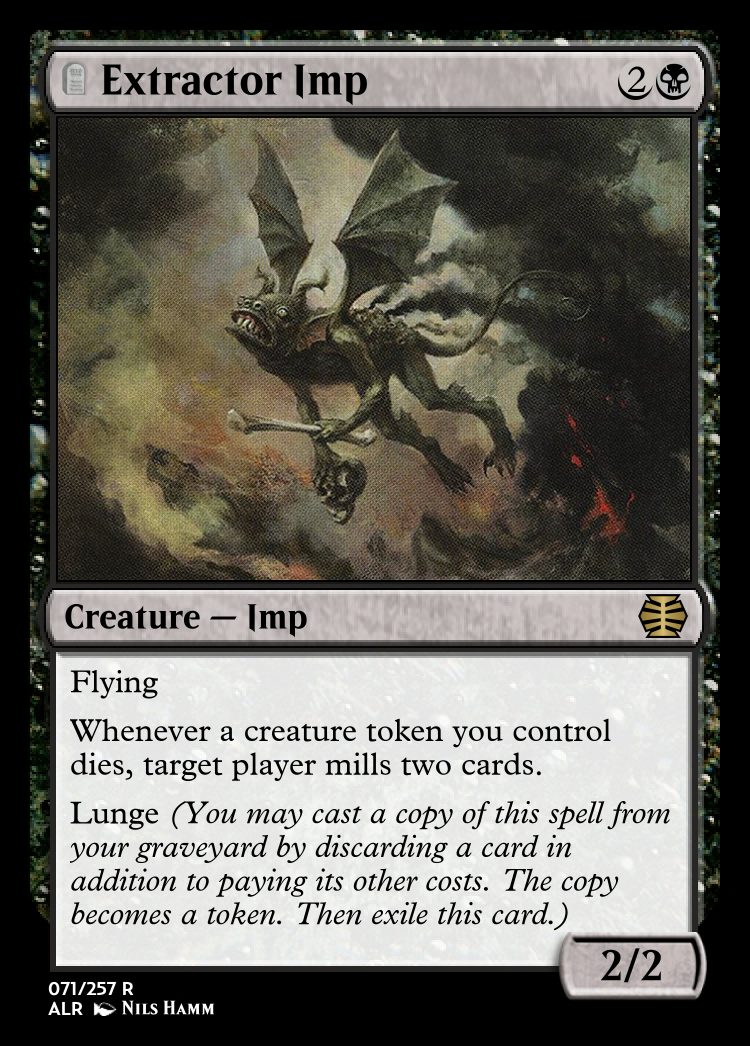 Extractor Imp 2
Creature — Imp
Flying
Whenever a creature token you control
dies, target player mills two cards.
Lunge (You may cast a copy of this spell from
your graveyard by discarding a card in
addition to paying its other costs. The copy
becomes a token. Then exile this card.)
2/2
071/257 R
ALR Nils Hamm